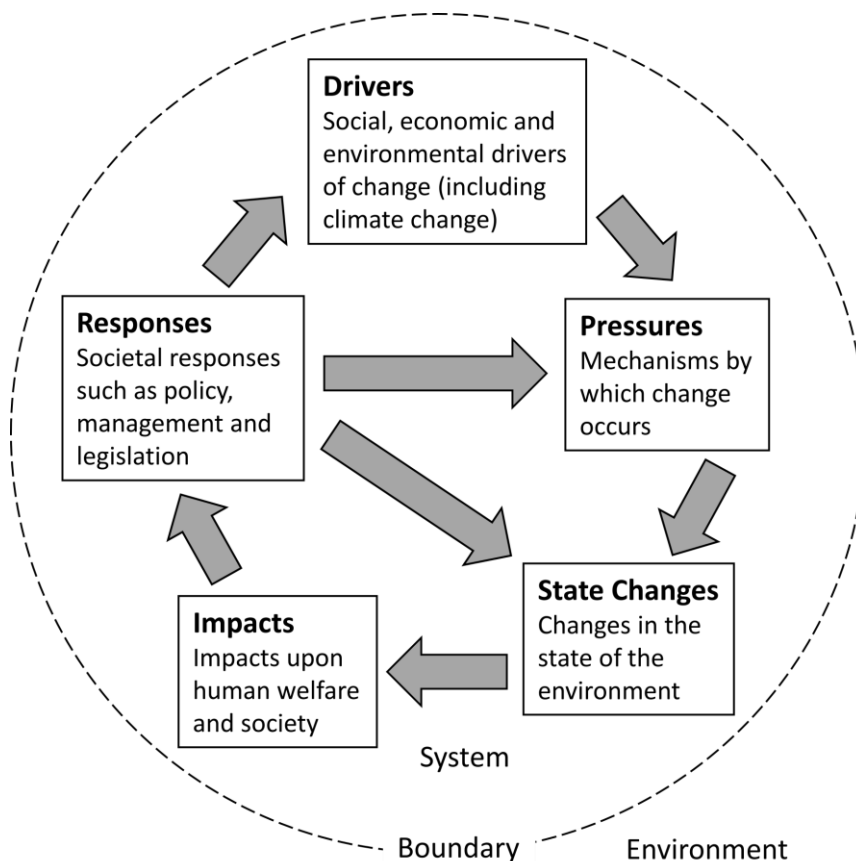 Drivers
Social, economic and
environmental drivers
of change (including
climate change)
Responses
Societal responses
such as policy,
management and
legislation
Pressures
Mechanisms by
which change
occurs
State Changes
Changes in the
state of the
environment
Impacts
Impacts upon
human welfare
and society
System
Boundary
Environment